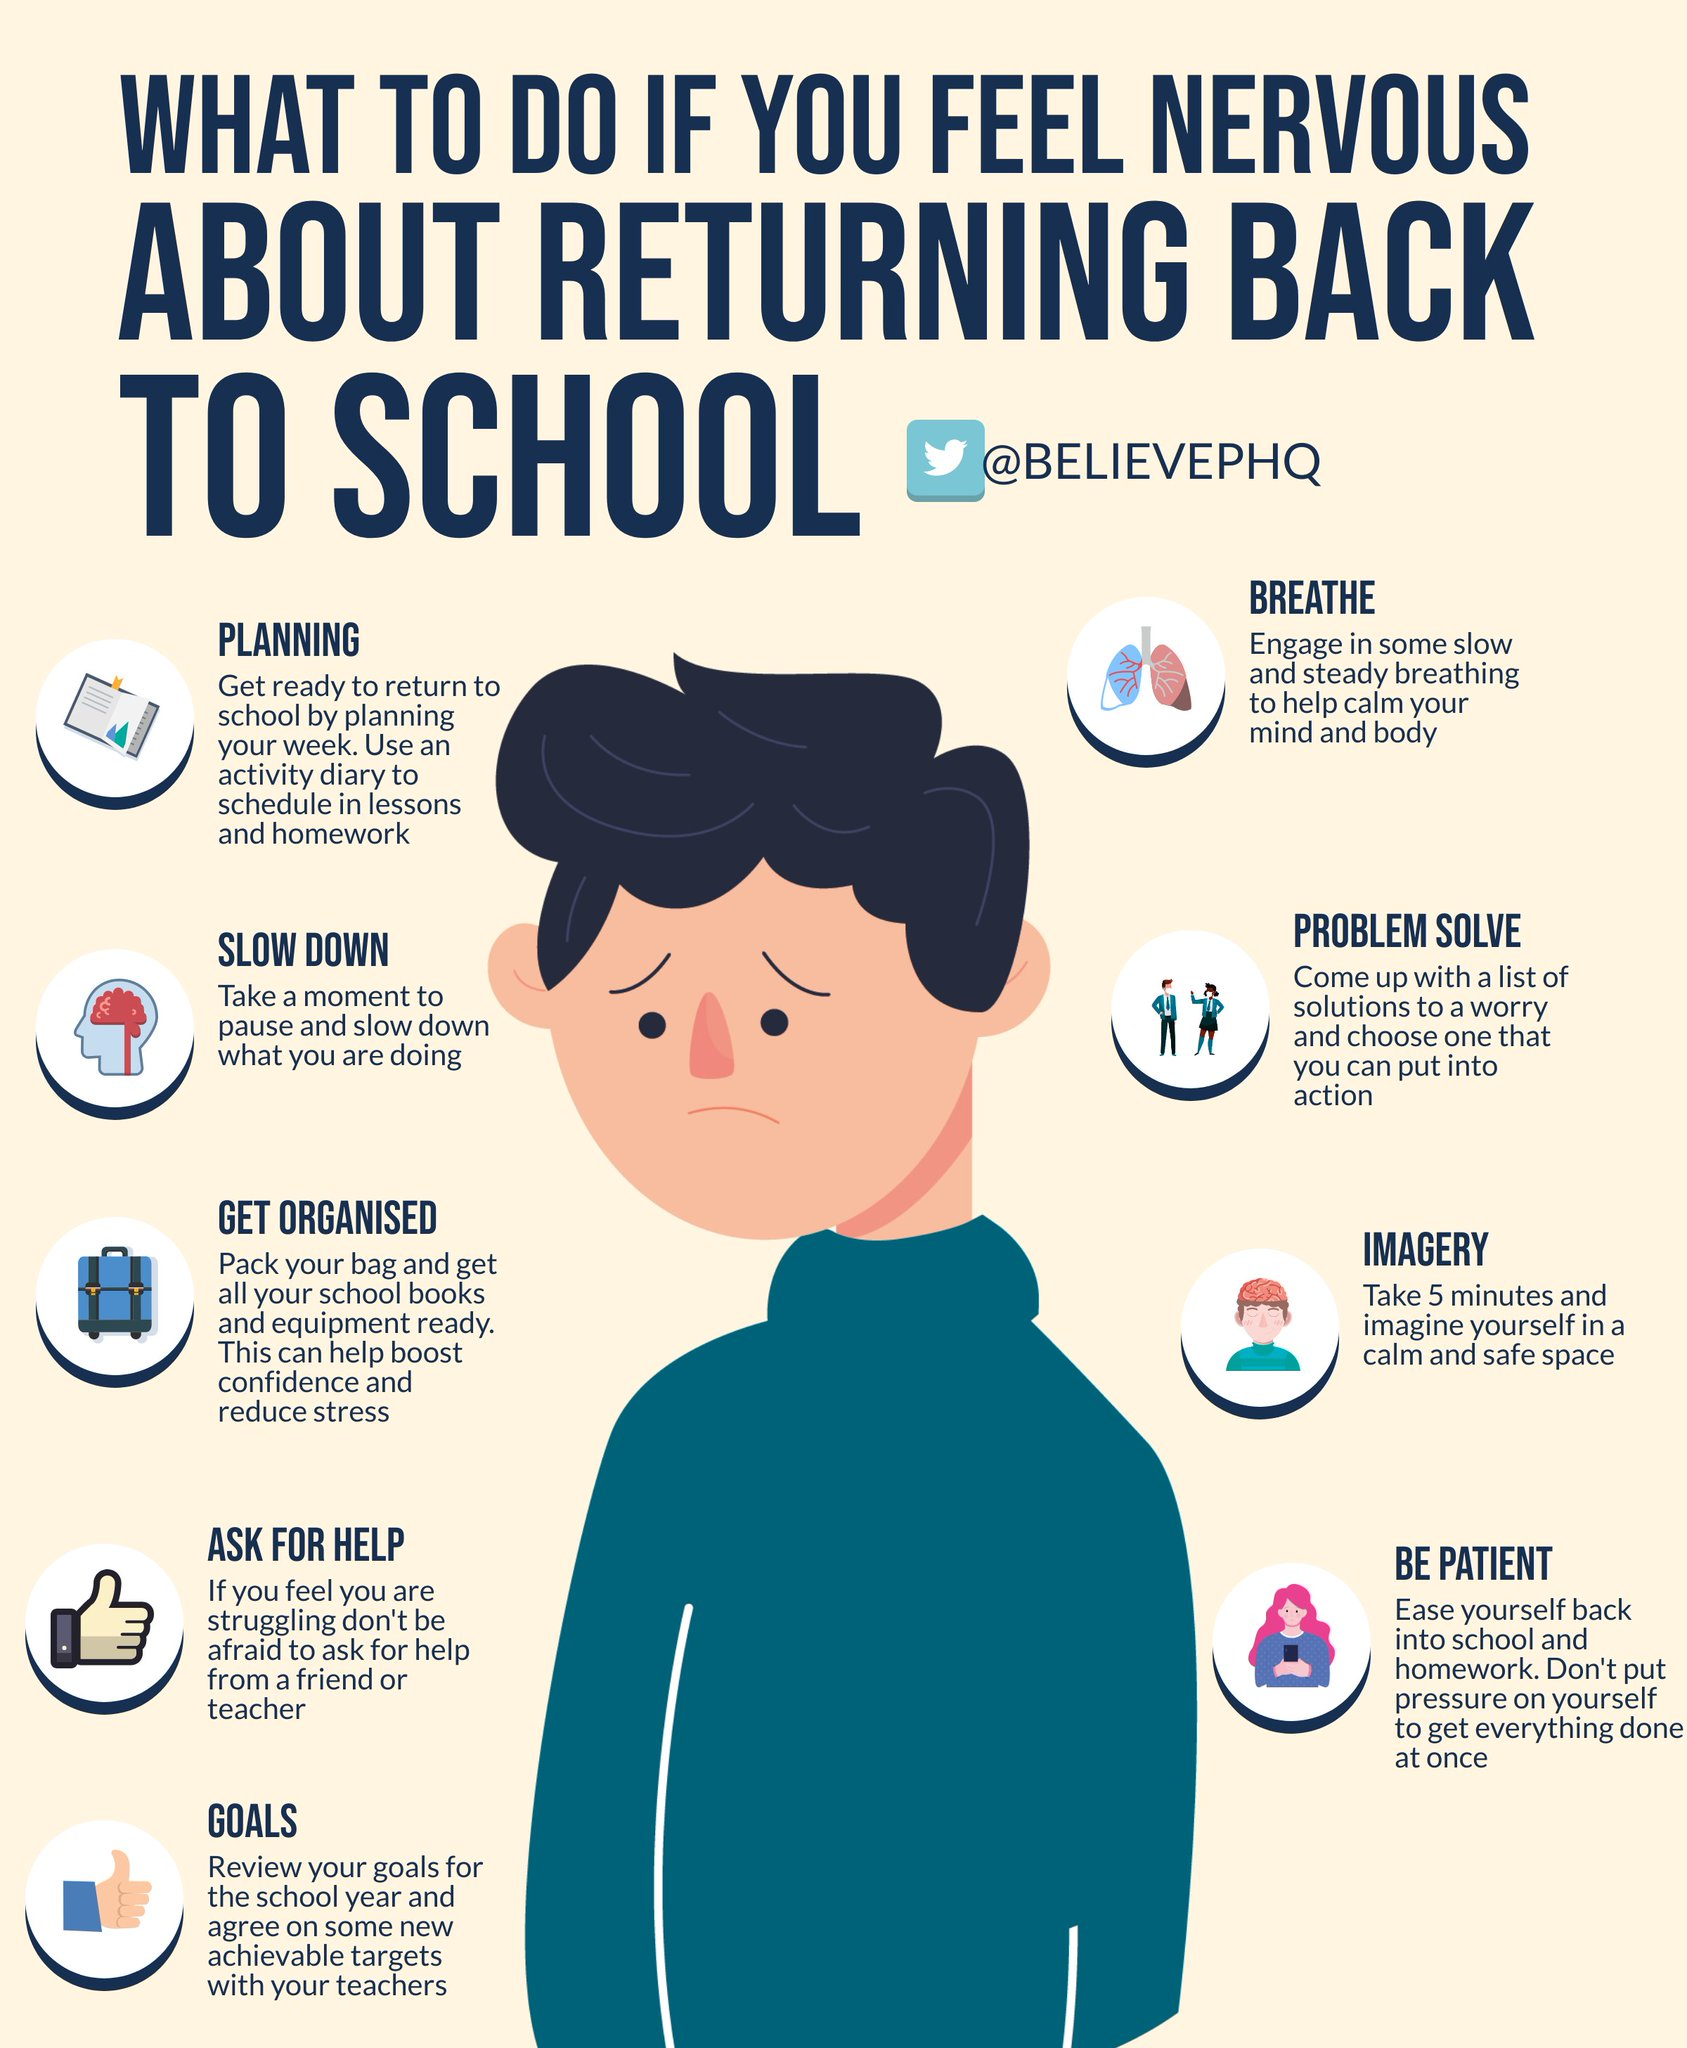 WHAT TO DO IF YOU FEEL NERVOUS
ABOUT RETURNING BACK
TO SCHOOL
@BELIEVEPHQ
PLANNING
Get ready to return to
school by planning
your week. Use an
activity diary to
schedule in lessons
and homework
SLOW DOWN
Take a moment to
pause and slow down
what you are doing
GET ORGANISED
Pack your bag and get
all your school books
and equipment ready.
This can help boost
confidence and
reduce stress
ASK FOR HELP
If you feel you are
struggling don't be
afraid to ask for help
from a friend or
teacher
GOALS
Review your goals for
the school year and
agree on some new
achievable targets
with your teachers
BREATHE
Engage in some slow
and steady breathing
to help calm your
mind and body
PROBLEM SOLVE
Come up with a list of
solutions to a worry
and choose one that
you can put into
action
IMAGERY
Take 5 minutes and
imagine yourself in a
calm and safe space
BE PATIENT
Ease yourself back
into school and
homework. Don't put
pressure on yourself
to get everything done
at once